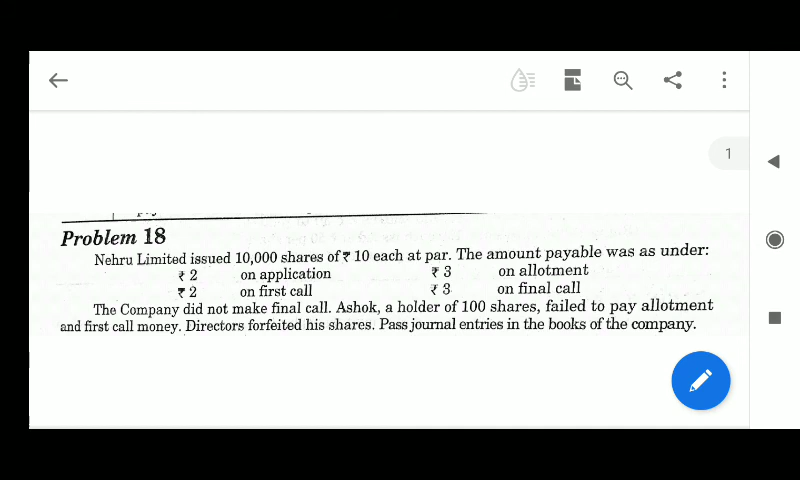 1
Problem 18
Nehru Limited issued 10,000 shares of ₹ 10 each at par. The amount payable was as under:
₹ 2 on application ₹ 3 on allotment
₹ 2 on first call ₹ 3 on final call
The Company did not make final call. Ashok, a holder of 100 shares, failed to pay allotment
and first call money. Directors forfeited his shares. Pass journal entries in the books of the company.